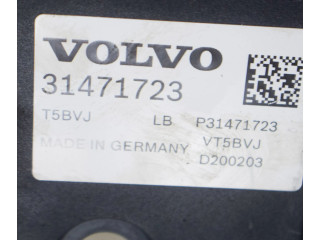 VOLVO
31471723
T5BVJ LB P31471723
MADE IN GERMANY VT5BVJ
D200203